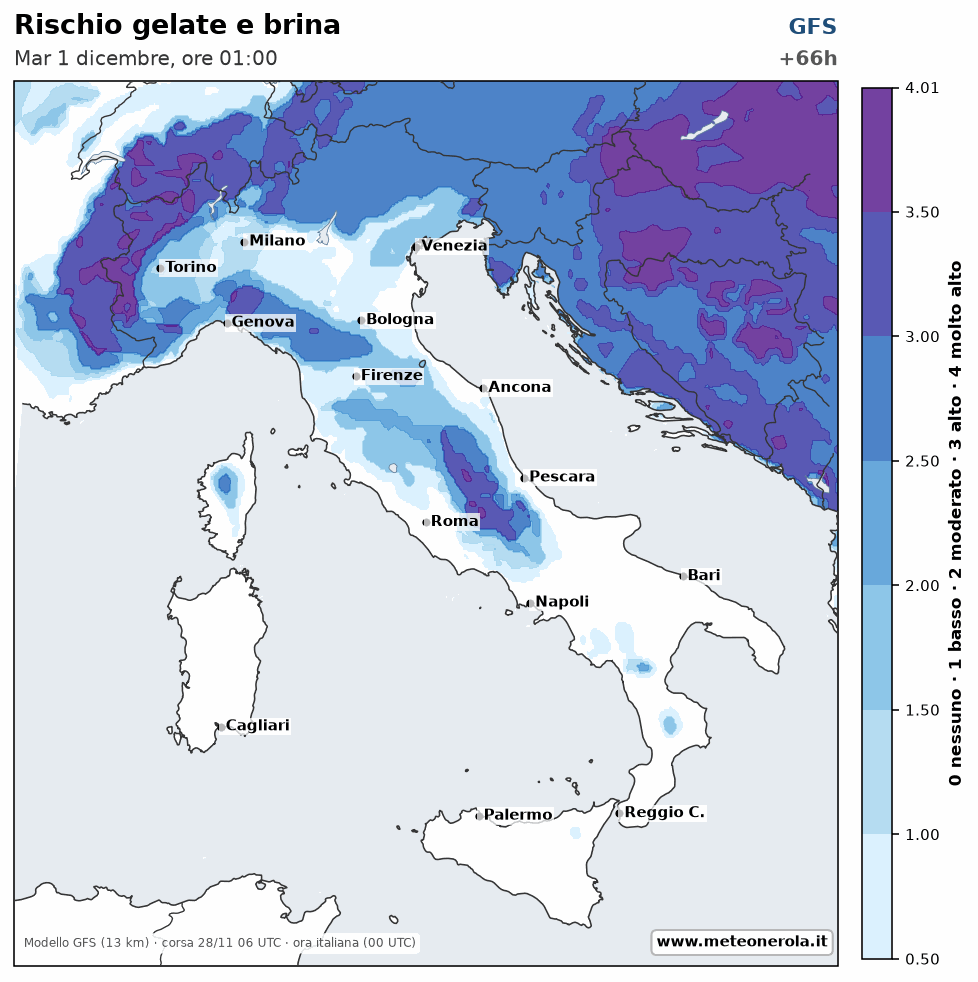 Rischio gelate e brina
GFS
Mar 1 dicembre, ore 01:00
+66h
4.01
3.50
3.00
2.50
2.00
1.50
1.00
0.50
0 nessuno · 1 basso · 2 moderato · 3 alto · 4 molto alto
Milano
Venezia
Torino
Genova
Bologna
Firenze
Ancona
Pescara
Roma
Bari
Napoli
Cagliari
Palermo
Reggio C.
Modello GFS (13 km) · corsa 28/11 06 UTC · ora italiana (00 UTC)
www.meteonerola.it